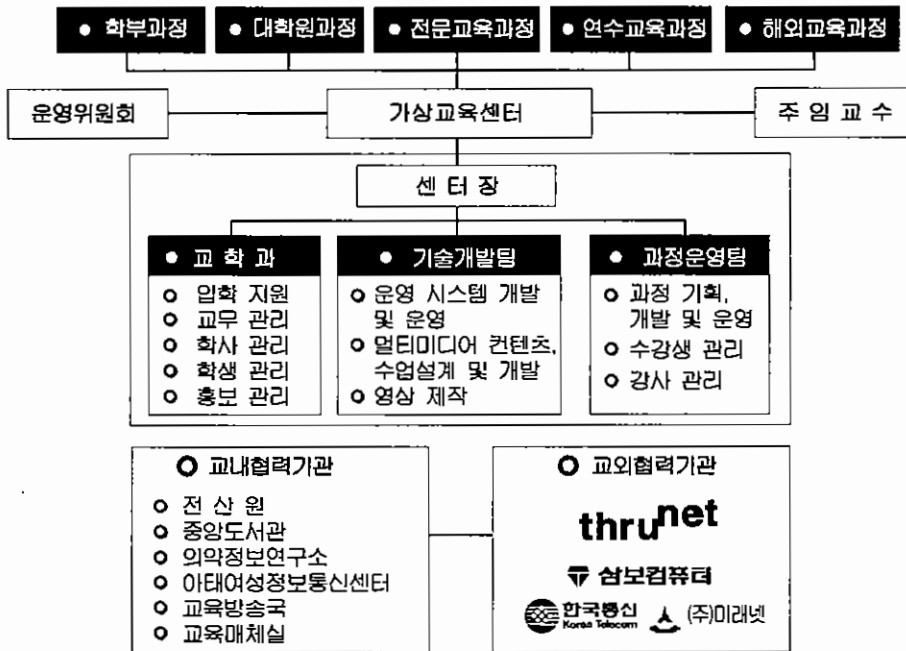 ● 학부과정
● 대학원과정
● 전문교육과정
● 연수교육과정
● 해외교육과정
운영위원회
가상교육센터
주 임 교 수
센 터 장
● 교 학 과
○ 입학 지원
○ 교무 관리
○ 학사 관리
○ 학생 관리
○ 홍보 관리
● 기술개발팀
○ 운영 시스템 개발
및 운영
○ 멀티미디어 컨텐츠,
수업설계 및 개발
○ 영상 제작
● 과정운영팀
○ 과정 기획,
개발 및 운영
○ 수강생 관리
○ 강사 관리
○ 교내협력기관
○ 전 산 원
○ 중앙도서관
○ 의약정보연구소
○ 아태여성정보통신센터
○ 교육방송국
○ 교육매체실
○ 교외협력기관
thrunet
삼보컴퓨터
한국통신
Korea Telecom
(주)미래넷